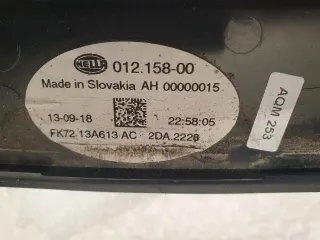 HELLA 012.158-00
Made in Slovakia AH 00000015
13-09-18 22:58:05
FK72 13A613 AC 2DA.2228
AQM 253